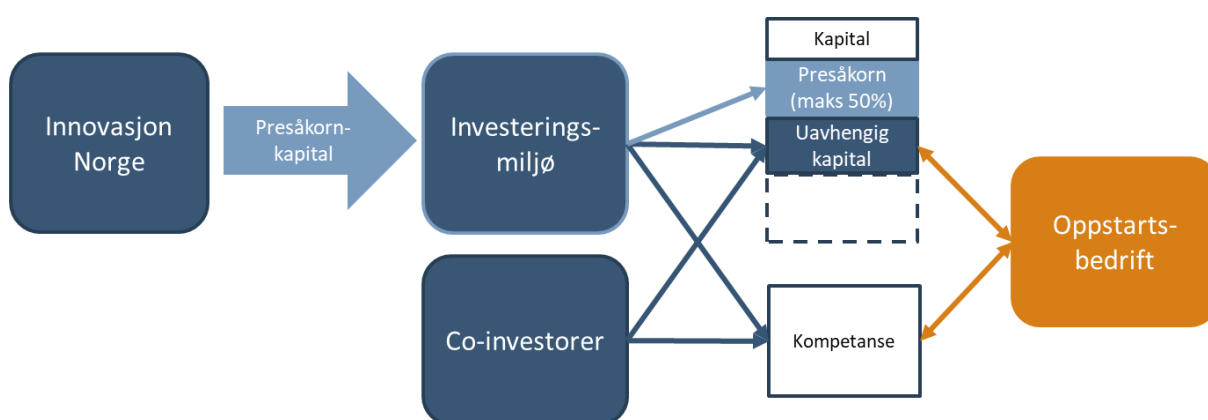 Innovasjon
Norge
Presåkorn-
kapital
Investerings-
miljø
Co-investorer
Kapital
Presåkorn
(maks 50%)
Uavhengig
kapital
Kompetanse
Oppstarts-
bedrift